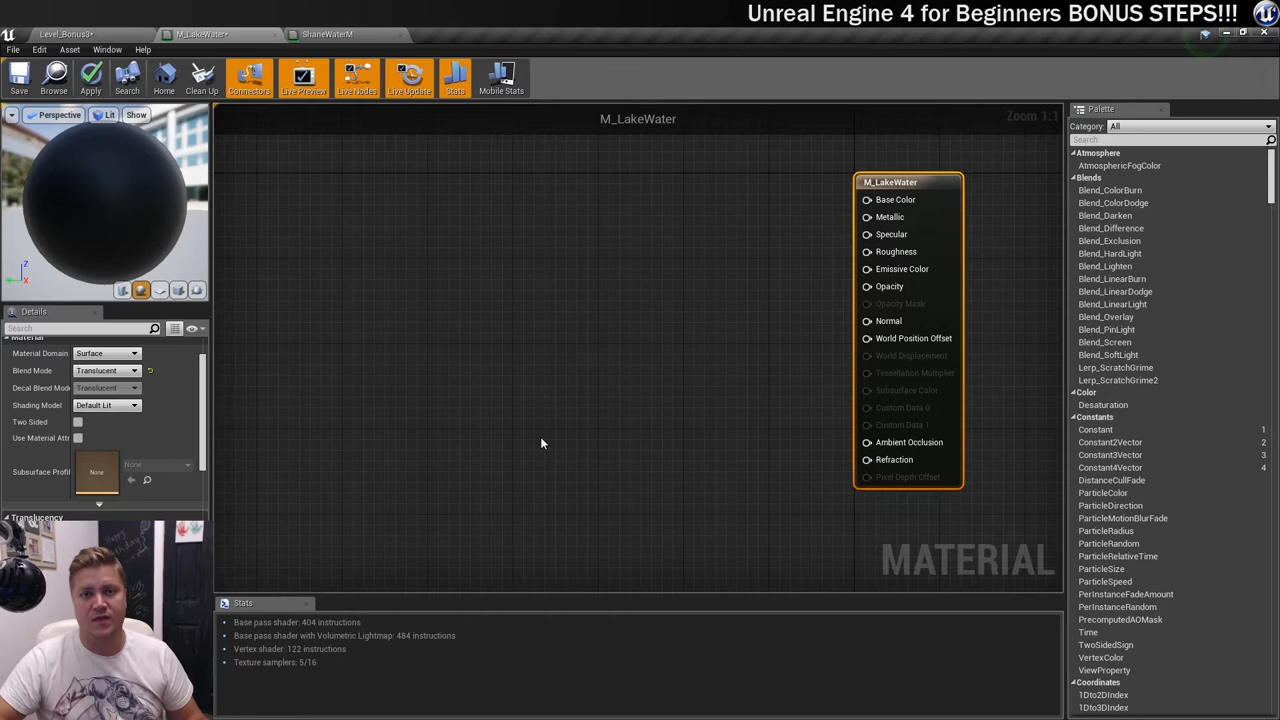 Unreal Engine 4 for Beginners BONUS STEPS!!!
Level_Bonus3*
M_LakeWater*
ShaneWaterM
File Edit Asset Window Help
Save Browse Apply Search Home Clean Up Connectors Live Preview Live Nodes Live Update Stats Mobile Stats
Perspective Lit Show
M_LakeWater
Zoom 1:1
Z
X
M_LakeWater
Base Color
Metallic
Specular
Roughness
Emissive Color
Opacity
Opacity Mask
Normal
World Position Offset
World Displacement
Tessellation Multiplier
Subsurface Color
Custom Data 0
Custom Data 1
Ambient Occlusion
Refraction
Pixel Depth Offset
MATERIAL
Details
Search
Material
Material Domain Surface
Blend Mode Translucent
Decal Blend Mode Translucent
Shading Model Default Lit
Two Sided
Use Material Attr
Subsurface Profil None None
Translucency
Stats
Base pass shader: 404 instructions
Base pass shader with Volumetric Lightmap: 484 instructions
Vertex shader: 122 instructions
Texture samplers: 5/16
Palette
Category: All
Search
Atmosphere
AtmosphericFogColor
Blends
Blend_ColorBurn
Blend_ColorDodge
Blend_Darken
Blend_Difference
Blend_Exclusion
Blend_HardLight
Blend_Lighten
Blend_LinearBurn
Blend_LinearDodge
Blend_LinearLight
Blend_Overlay
Blend_PinLight
Blend_Screen
Blend_SoftLight
Lerp_ScratchGrime
Lerp_ScratchGrime2
Color
Desaturation
Constants
Constant 1
Constant2Vector 2
Constant3Vector 3
Constant4Vector 4
DistanceCullFade
ParticleColor
ParticleDirection
ParticleMotionBlurFade
ParticleRadius
ParticleRandom
ParticleRelativeTime
ParticleSize
ParticleSpeed
PerInstanceFadeAmount
PerInstanceRandom
PrecomputedAOMask
Time
TwoSidedSign
VertexColor
ViewProperty
Coordinates
1Dto2DIndex
1Dto3DIndex